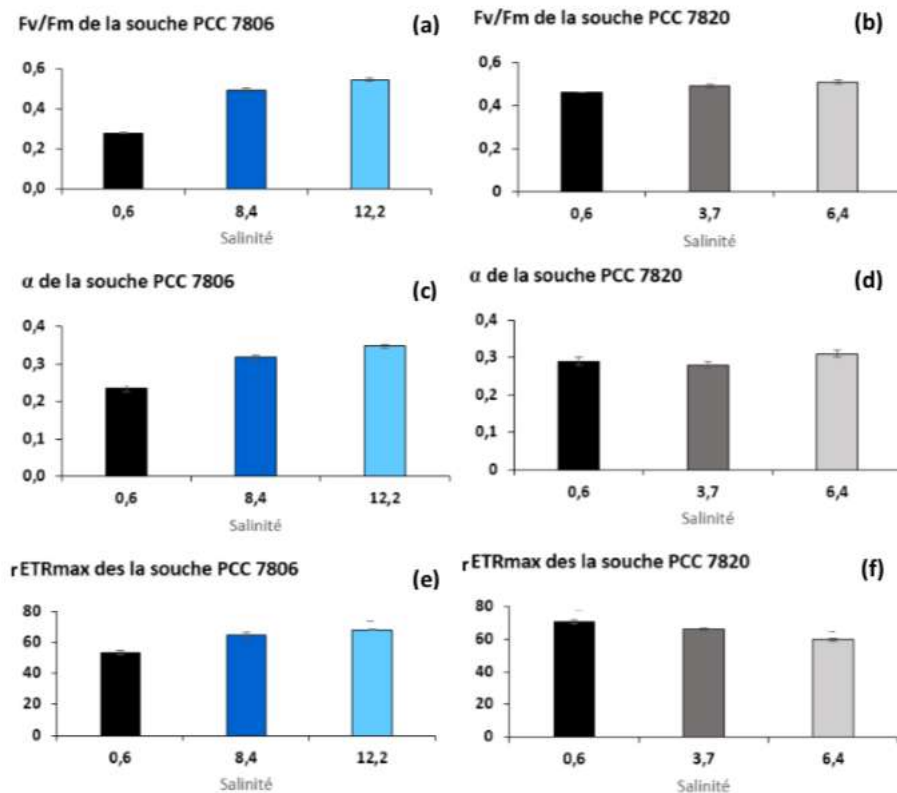 Fv/Fm de la souche PCC 7806 (a)
0,6
0,4
0,2
0,0
0,6 8,4 12,2
Salinité
Fv/Fm de la souche PCC 7820 (b)
0,6
0,4
0,2
0
0,6 3,7 6,4
Salinité
α de la souche PCC 7806 (c)
0,4
0,3
0,2
0,1
0,0
0,6 8,4 12,2
Salinité
α de la souche PCC 7820 (d)
0,4
0,3
0,2
0,1
0
0,6 3,7 6,4
Salinité
rETRmax des la souche PCC 7806 (e)
80
60
40
20
0
0,6 8,4 12,2
Salinité
rETRmax de la souche PCC 7820 (f)
80
60
40
20
0
0,6 3,7 6,4
Salinité